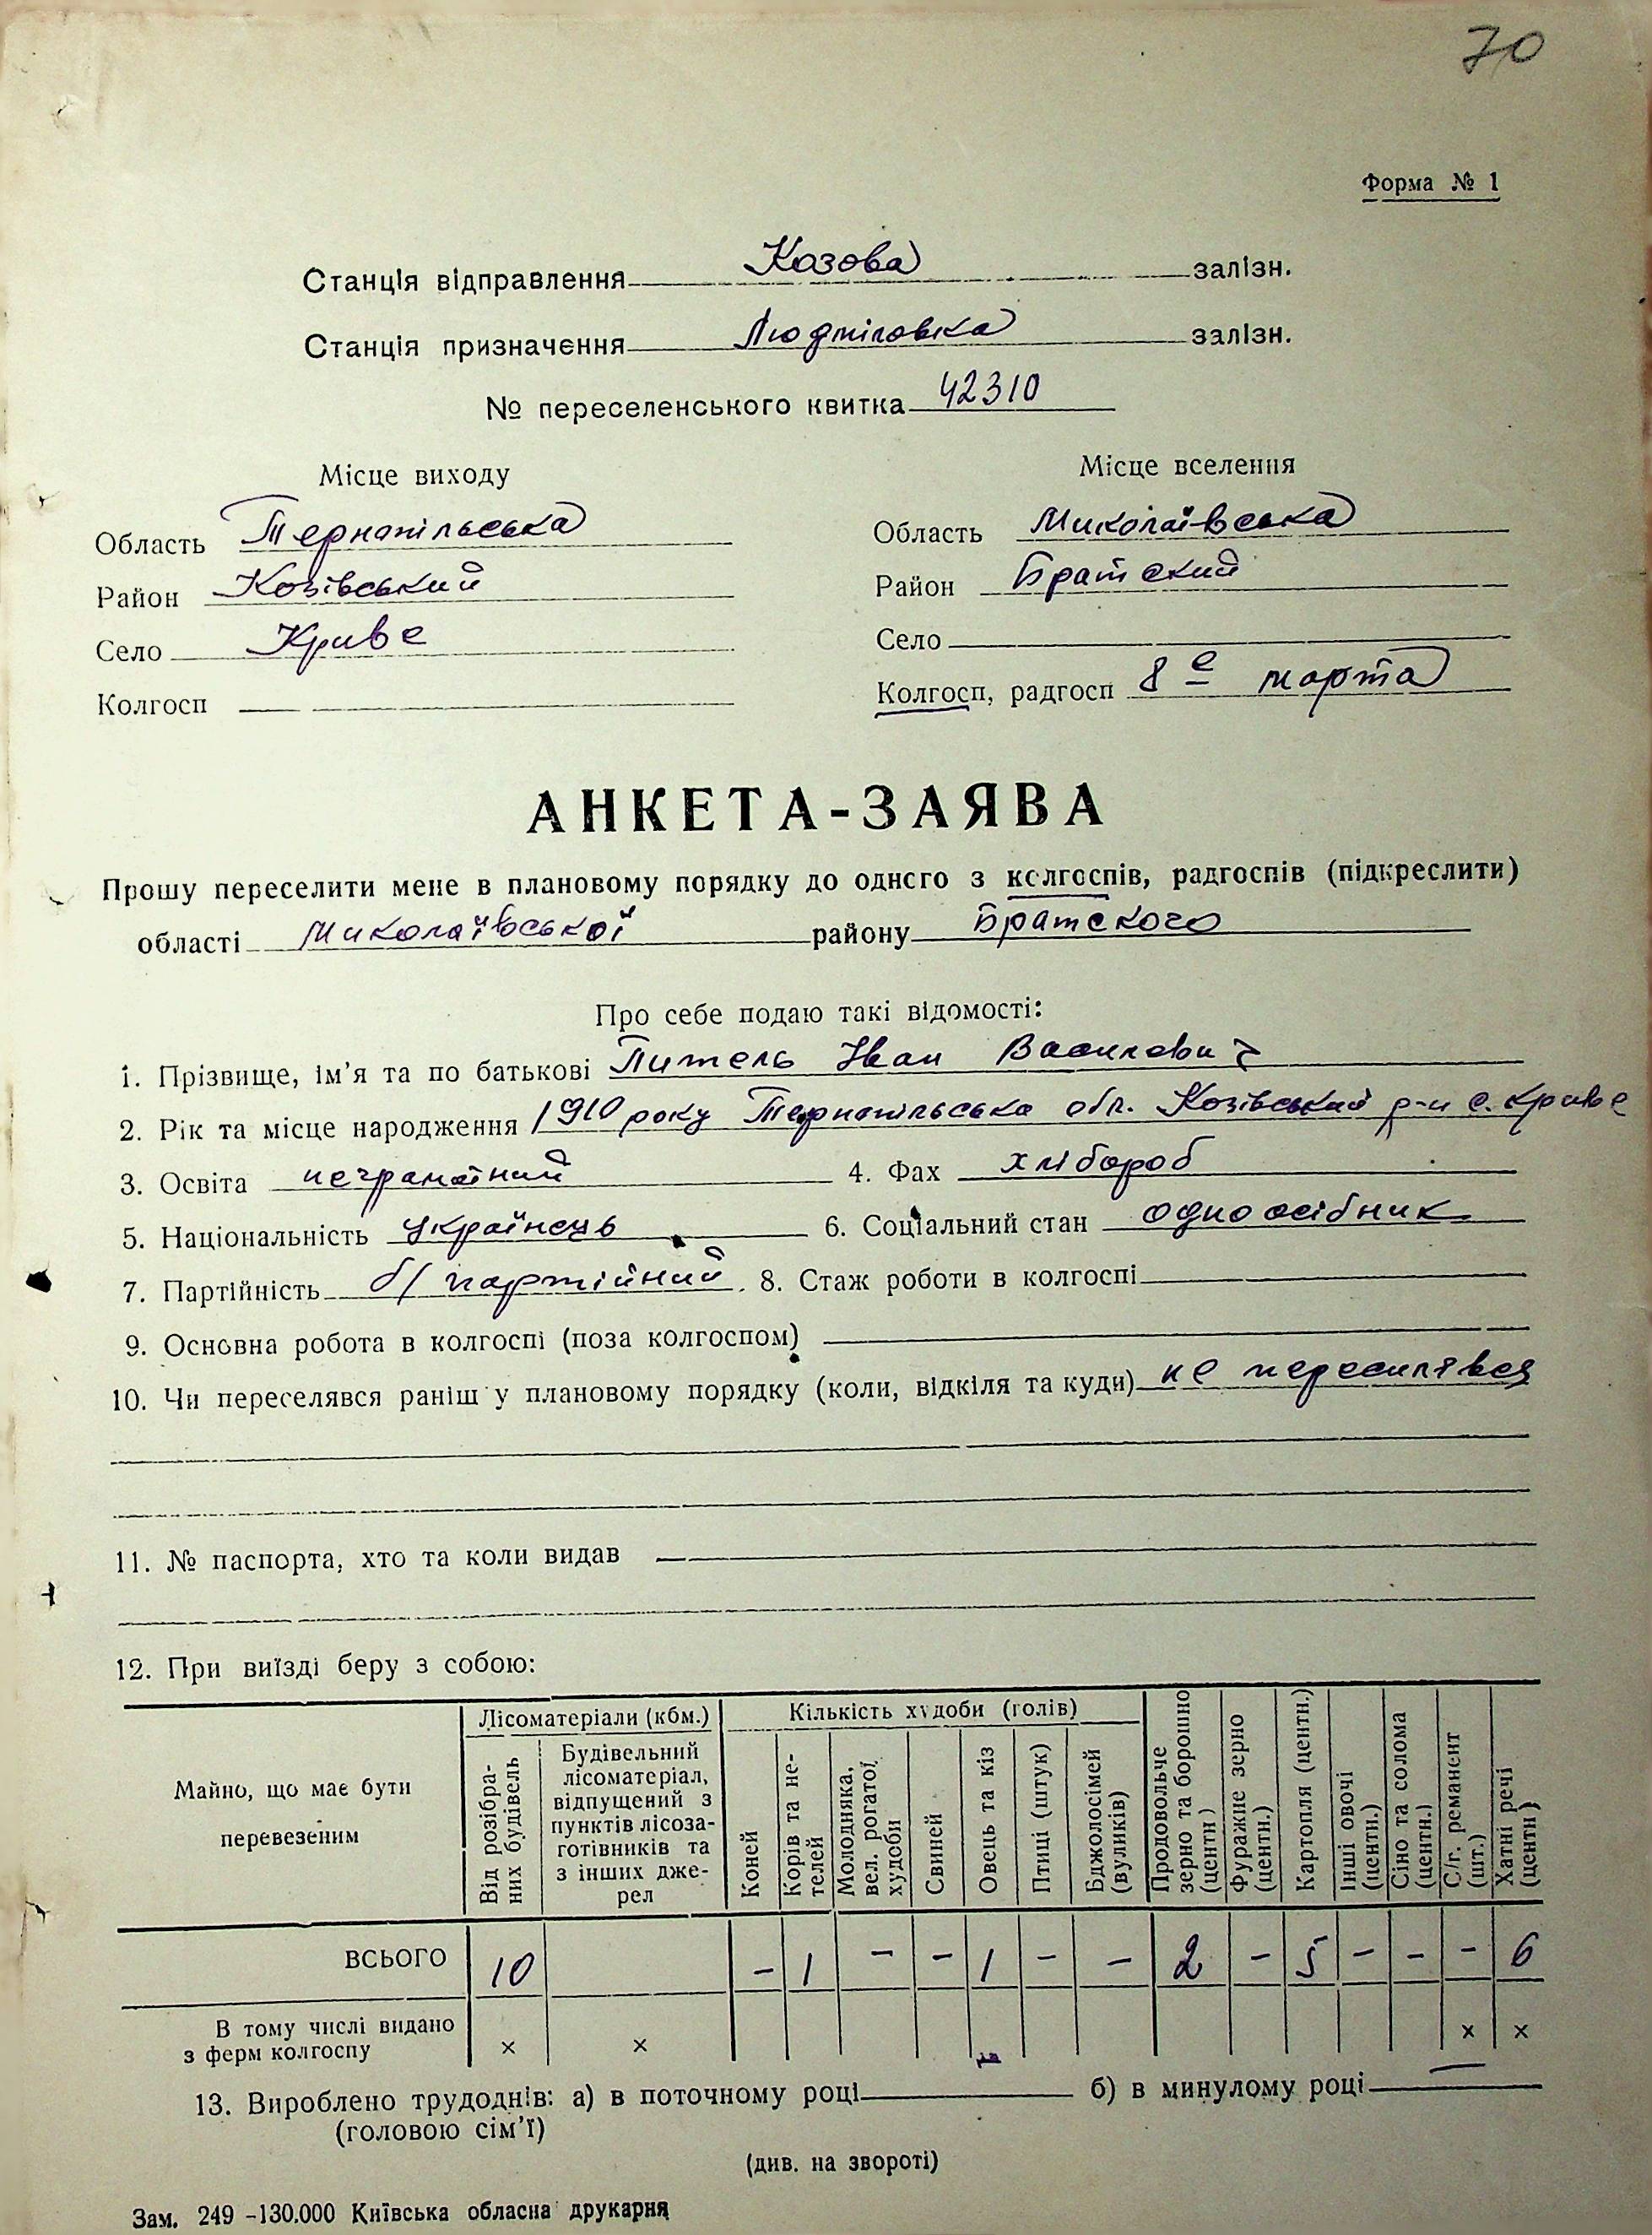 70
Форма № 1
Станція відправлення Козова залізн.
Станція призначення Людміловка залізн.
№ переселенського квитка 42310
Місце виходу Місце вселення
Область Тернопільська Область Миколаївська
Район Козівський Район Братский
Село Криве Село
Колгосп — Колгосп, радгосп 8е марта
АНКЕТА-ЗАЯВА
Прошу переселити мене в плановому порядку до одного з колгоспів, радгоспів (підкреслити)
області Миколаївської району Братского
Про себе подаю такі відомості:
1. Прізвище, ім'я та по батькові Питель Іван Васильович
2. Рік та місце народження 1910 року Тернопільська обл. Козівський р-н с. Криве
3. Освіта неграмотний 4. Фах хлібороб
5. Національність Українець 6. Соціальний стан одноосібник
7. Партійність б/партійний. 8. Стаж роботи в колгоспі
9. Основна робота в колгоспі (поза колгоспом)
10. Чи переселявся раніш у плановому порядку (коли, відкіля та куди) не переселявся
11. № паспорта, хто та коли видав —
12. При виїзді беру з собою:
Майно, що має бути перевезеним
Лісоматеріали (кбм.)
Від розібраних будівель
Будівельний лісоматеріал, відпущений з пунктів лісозаготівників та з інших джерел
Кількість худоби (голів)
Коней
Корів та нетелей
Молодняка, вел. рогатої худоби
Свиней
Овець та кіз
Птиці (штук)
Бджолосімей (вуликів)
Продовольче зерно та борошно (центн)
Фуражне зерно (центн.)
Картопля (центн.)
Інші овочі (центн.)
Сіно та солома (центн.)
С/г. реманент (шт.)
Хатні речі (центн)
ВСЬОГО 10 – 1 – – 1 – – 2 – 5 – – – 6
В тому числі видано з ферм колгоспу × × × ×
13. Вироблено трудоднів: а) в поточному році б) в минулому році —
(головою сім'ї)
(див. на звороті)
Зам. 249 -130.000 Київська обласна друкарня